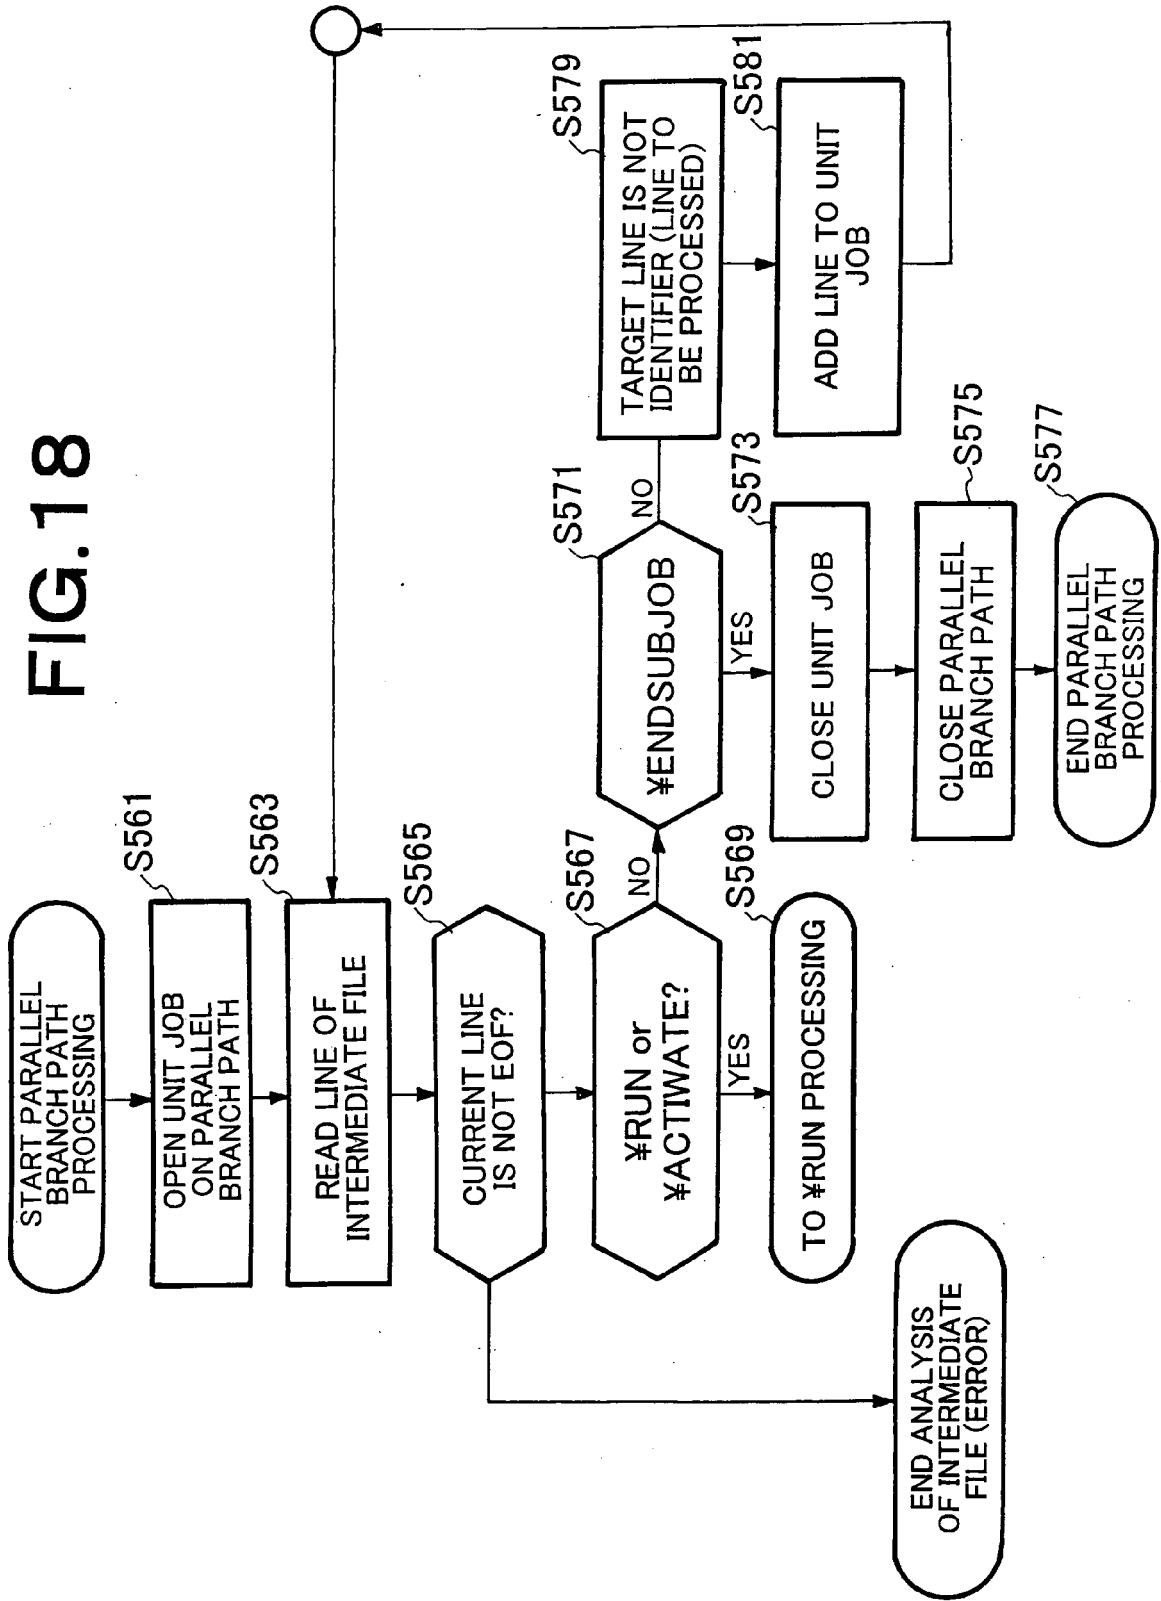 FIG.18
START PARALLEL
BRANCH PATH
PROCESSING
S561
OPEN UNIT JOB
ON PARALLEL
BRANCH PATH
S563
READ LINE OF
INTERMEDIATE FILE
S565
CURRENT LINE
IS NOT EOF?
S567
¥RUN or
¥ACTIWATE?
NO
YES
S569
TO ¥RUN PROCESSING
END ANALYSIS
OF INTERMEDIATE
FILE (ERROR)
S571
¥ENDSUBJOB
NO
YES
S573
CLOSE UNIT JOB
S575
CLOSE PARALLEL
BRANCH PATH
S577
END PARALLEL
BRANCH PATH
PROCESSING
S579
TARGET LINE IS NOT
IDENTIFIER (LINE TO
BE PROCESSED)
S581
ADD LINE TO UNIT
JOB